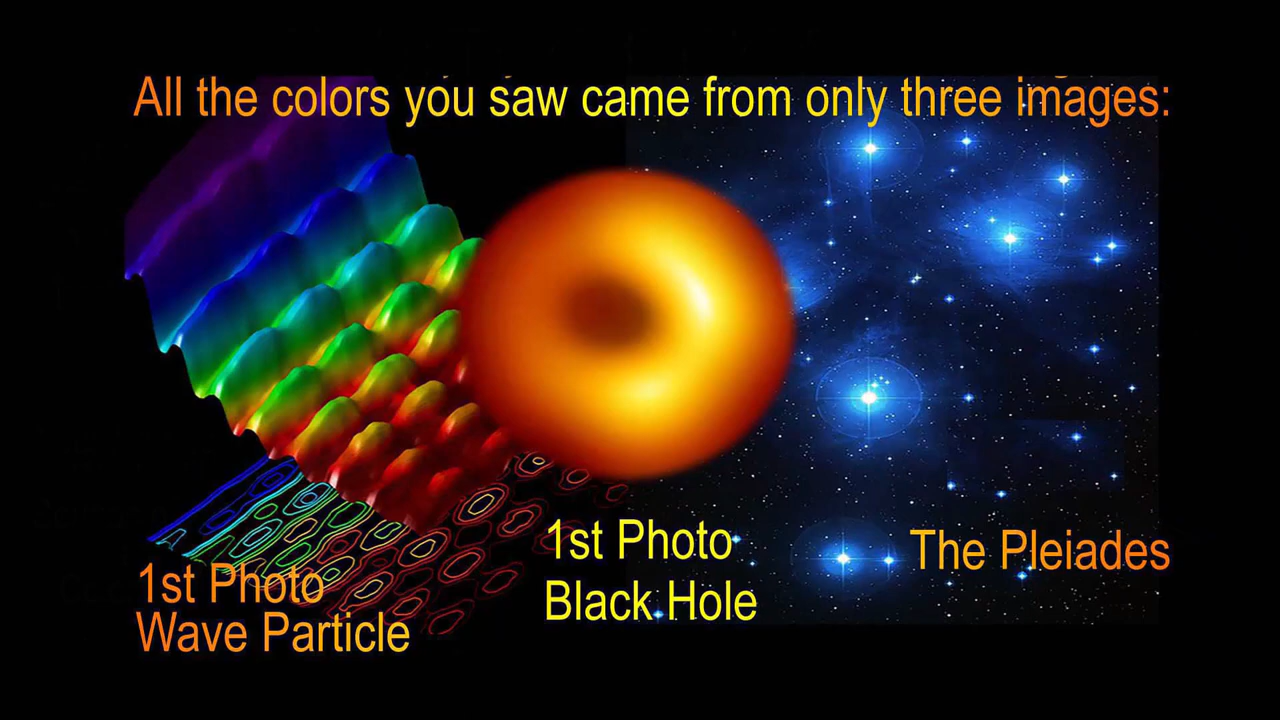 All the colors you saw came from only three images:
1st Photo
Black Hole
The Pleiades
1st Photo
Wave Particle